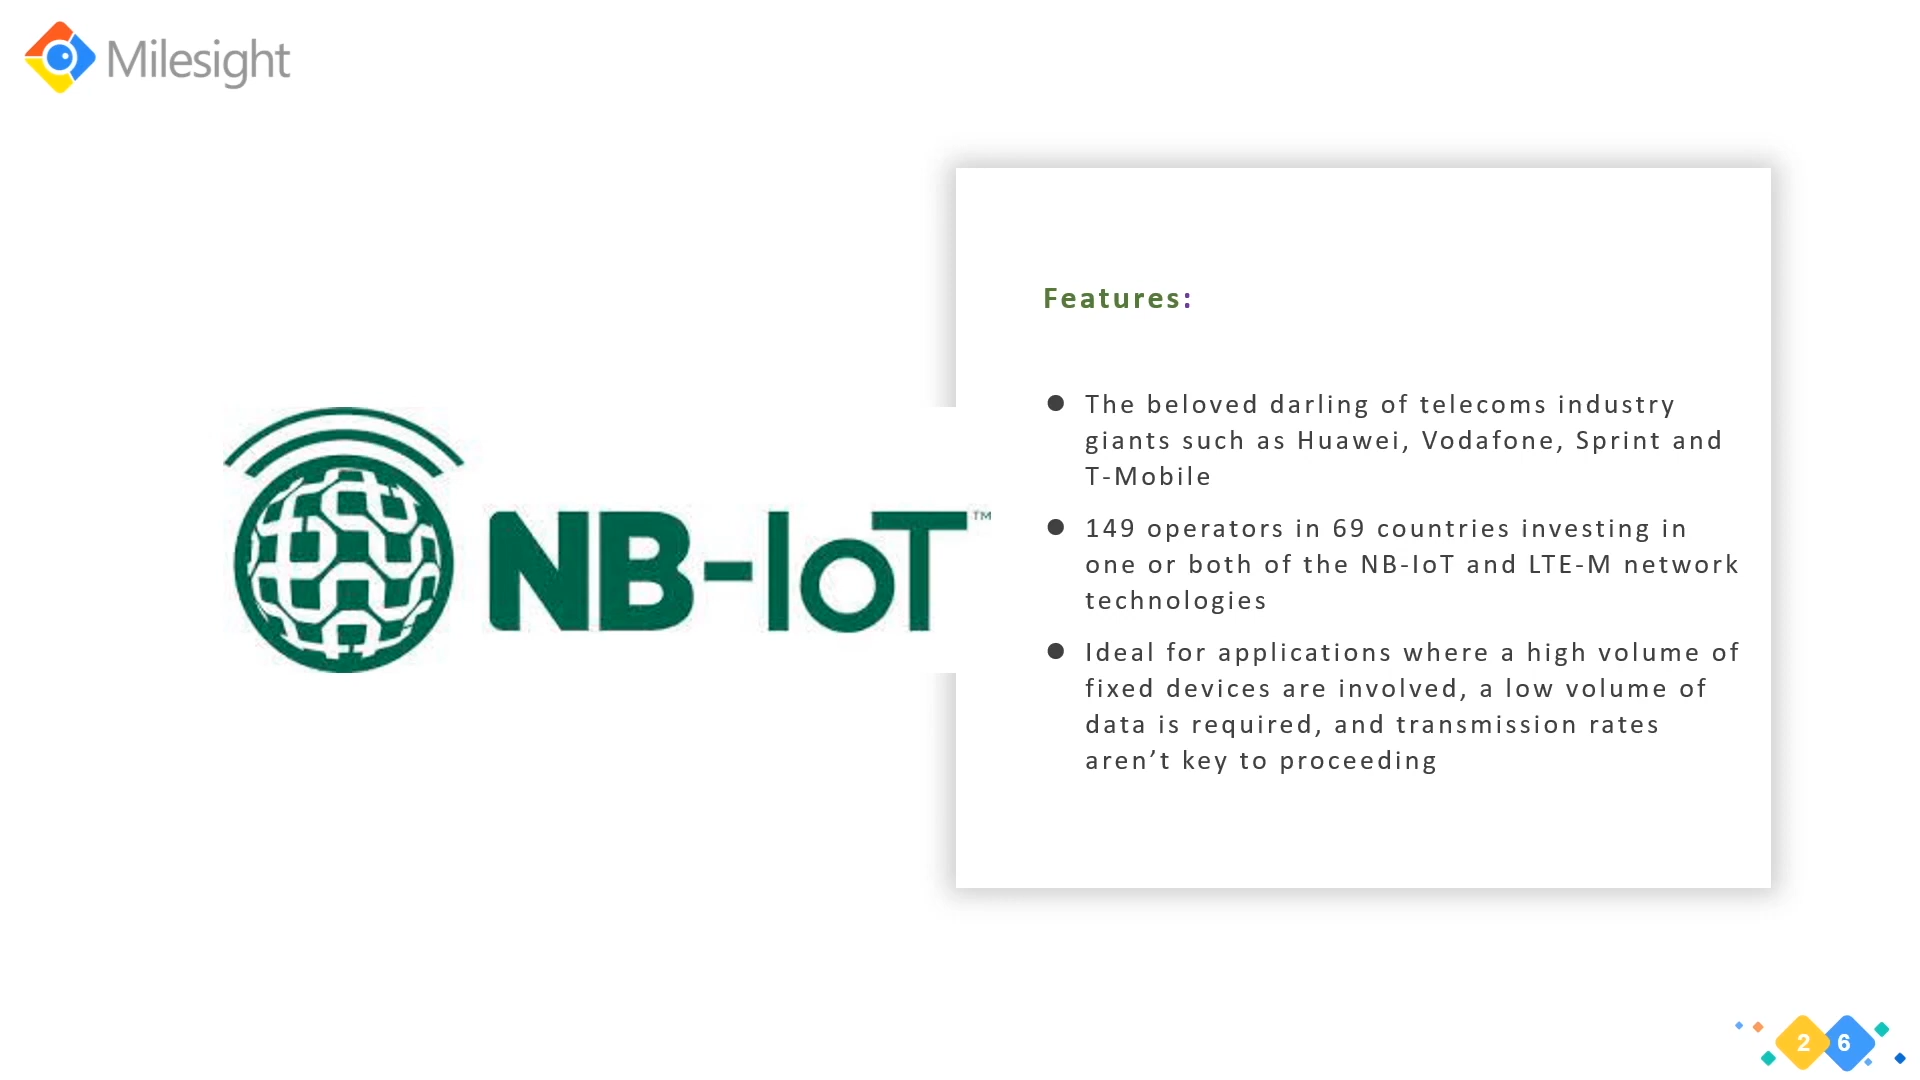 Milesight
Features:
● The beloved darling of telecoms industry
giants such as Huawei, Vodafone, Sprint and
T-Mobile
● 149 operators in 69 countries investing in
one or both of the NB-IoT and LTE-M network
technologies
● Ideal for applications where a high volume of
fixed devices are involved, a low volume of
data is required, and transmission rates
aren’t key to proceeding
NB-IoT™
2 6